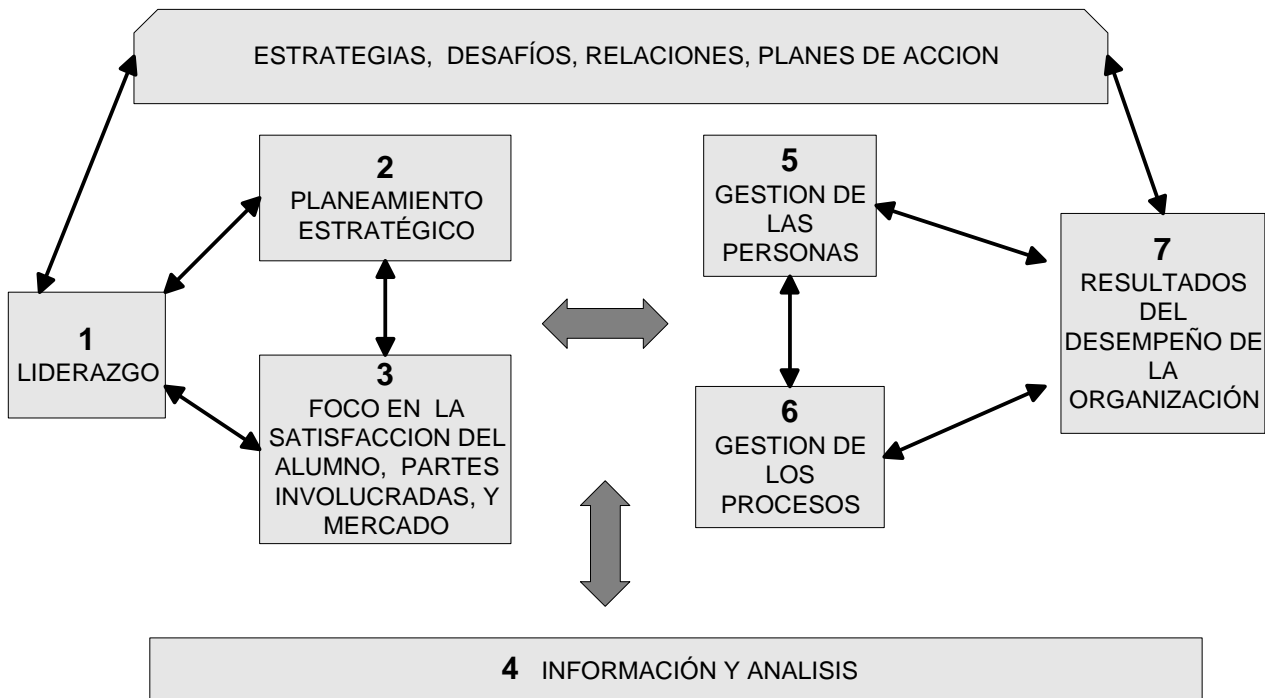 ESTRATEGIAS, DESAFÍOS, RELACIONES, PLANES DE ACCION
2
PLANEAMIENTO
ESTRATÉGICO
5
GESTION DE
LAS
PERSONAS
1
LIDERAZGO
7
RESULTADOS
DEL
DESEMPEÑO DE
LA
ORGANIZACIÓN
3
FOCO EN LA
SATISFACCION DEL
ALUMNO, PARTES
INVOLUCRADAS, Y
MERCADO
6
GESTION DE
LOS
PROCESOS
4 INFORMACIÓN Y ANALISIS